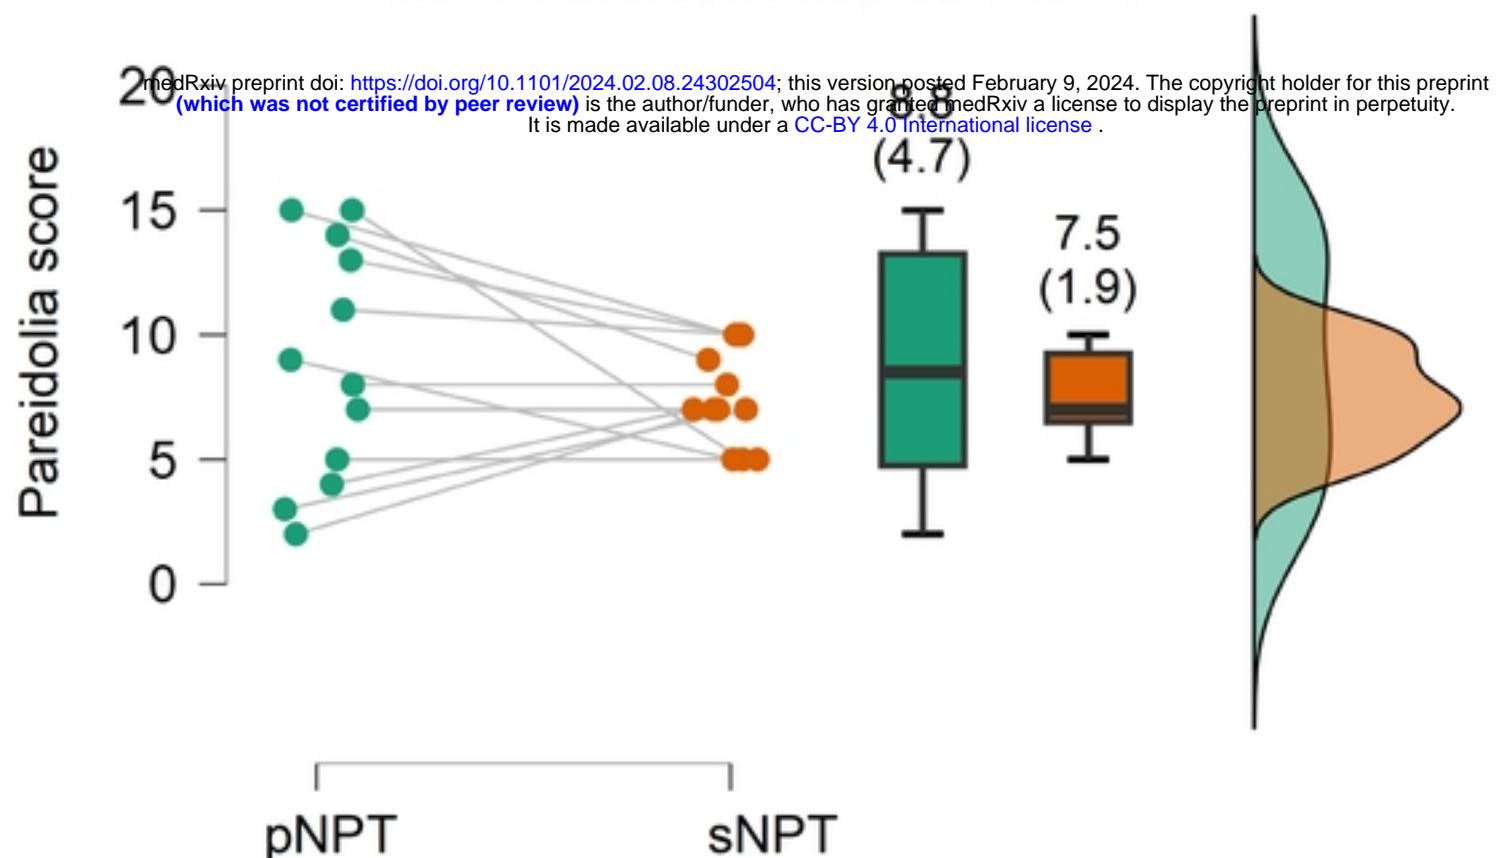 medRxiv preprint doi: https://doi.org/10.1101/2024.02.08.24302504; this version posted February 9, 2024. The copyright holder for this preprint
(which was not certified by peer review) is the author/funder, who has granted medRxiv a license to display the preprint in perpetuity.
It is made available under a CC-BY 4.0 International license .
Pareidolia score
20
15
10
5
0
8.8
(4.7)
7.5
(1.9)
pNPT
sNPT